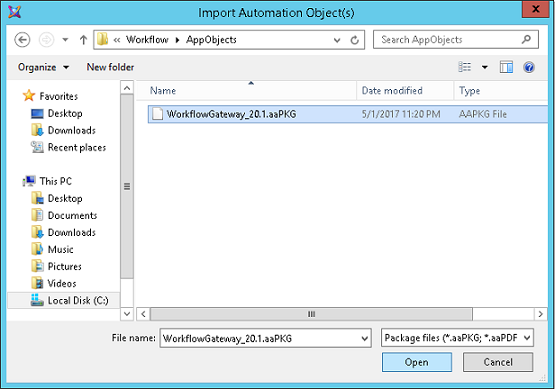 Import Automation Object(s)
« Workflow ▸ AppObjects
Search AppObjects
Organize
New folder
Name
Date modified
Type
WorkflowGateway_20.1.aaPKG
5/1/2017 11:20 PM
AAPKG File
Favorites
Desktop
Downloads
Recent places
This PC
Desktop
Documents
Downloads
Music
Pictures
Videos
Local Disk (C:)
File name:
WorkflowGateway_20.1.aaPKG
Package files (*.aaPKG; *.aaPDF
Open
Cancel